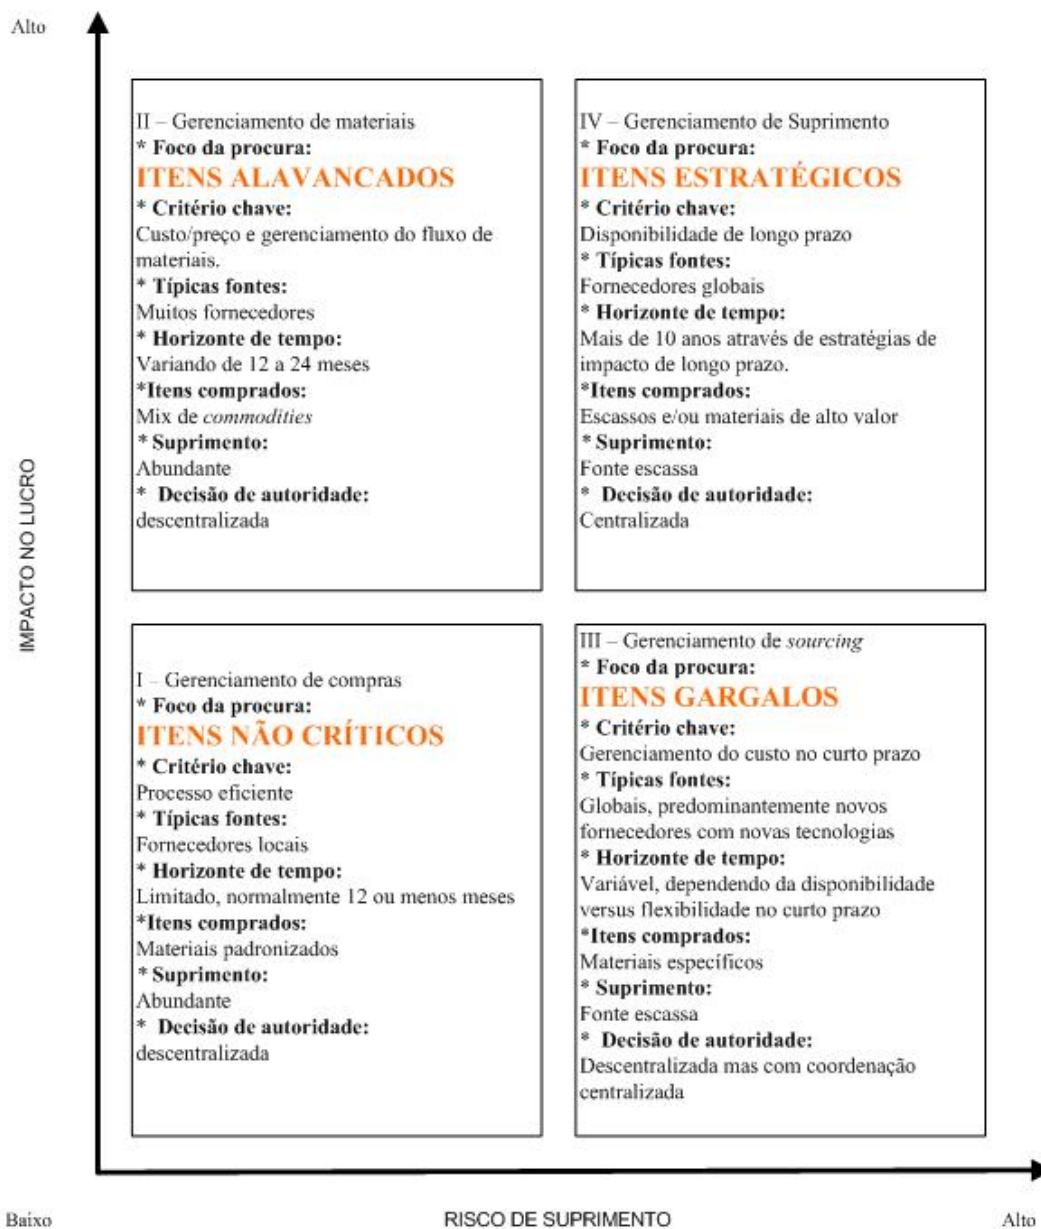 Alto
II – Gerenciamento de materiais
* Foco da procura:
ITENS ALAVANCADOS
* Critério chave:
Custo/preço e gerenciamento do fluxo de
materiais.
* Típicas fontes:
Muitos fornecedores
* Horizonte de tempo:
Variando de 12 a 24 meses
*Itens comprados:
Mix de commodities
* Suprimento:
Abundante
* Decisão de autoridade:
descentralizada
IV – Gerenciamento de Suprimento
* Foco da procura:
ITENS ESTRATÉGICOS
* Critério chave:
Disponibilidade de longo prazo
* Típicas fontes:
Fornecedores globais
* Horizonte de tempo:
Mais de 10 anos através de estratégias de
impacto de longo prazo.
*Itens comprados:
Escassos e/ou materiais de alto valor
* Suprimento:
Fonte escassa
* Decisão de autoridade:
Centralizada
IMPACTO NO LUCRO
I – Gerenciamento de compras
* Foco da procura:
ITENS NÃO CRÍTICOS
* Critério chave:
Processo eficiente
* Típicas fontes:
Fornecedores locais
* Horizonte de tempo:
Limitado, normalmente 12 ou menos meses
*Itens comprados:
Materiais padronizados
* Suprimento:
Abundante
* Decisão de autoridade:
descentralizada
III – Gerenciamento de sourcing
* Foco da procura:
ITENS GARGALOS
* Critério chave:
Gerenciamento do custo no curto prazo
* Típicas fontes:
Globais, predominantemente novos
fornecedores com novas tecnologias
* Horizonte de tempo:
Variável, dependendo da disponibilidade
versus flexibilidade no curto prazo
*Itens comprados:
Materiais específicos
* Suprimento:
Fonte escassa
* Decisão de autoridade:
Descentralizada mas com coordenação
centralizada
Baixo
RISCO DE SUPRIMENTO
Alto